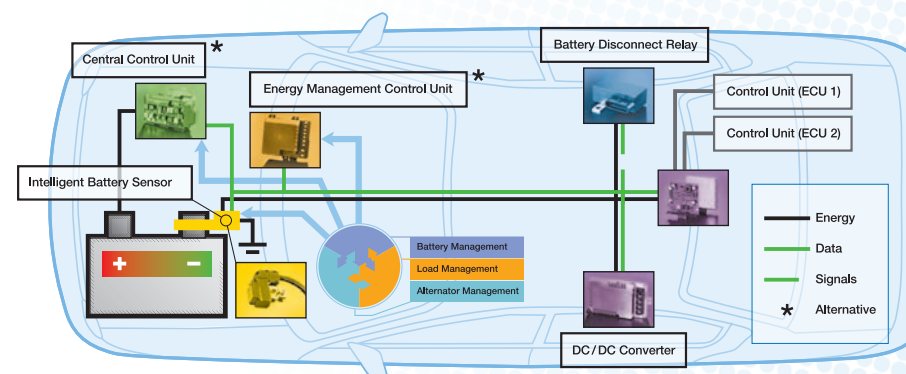 Central Control Unit *
Energy Management Control Unit *
Battery Disconnect Relay
Control Unit (ECU 1)
Control Unit (ECU 2)
Intelligent Battery Sensor
+ −
Battery Management
Load Management
Alternator Management
DC/DC Converter
Energy
Data
Signals
* Alternative